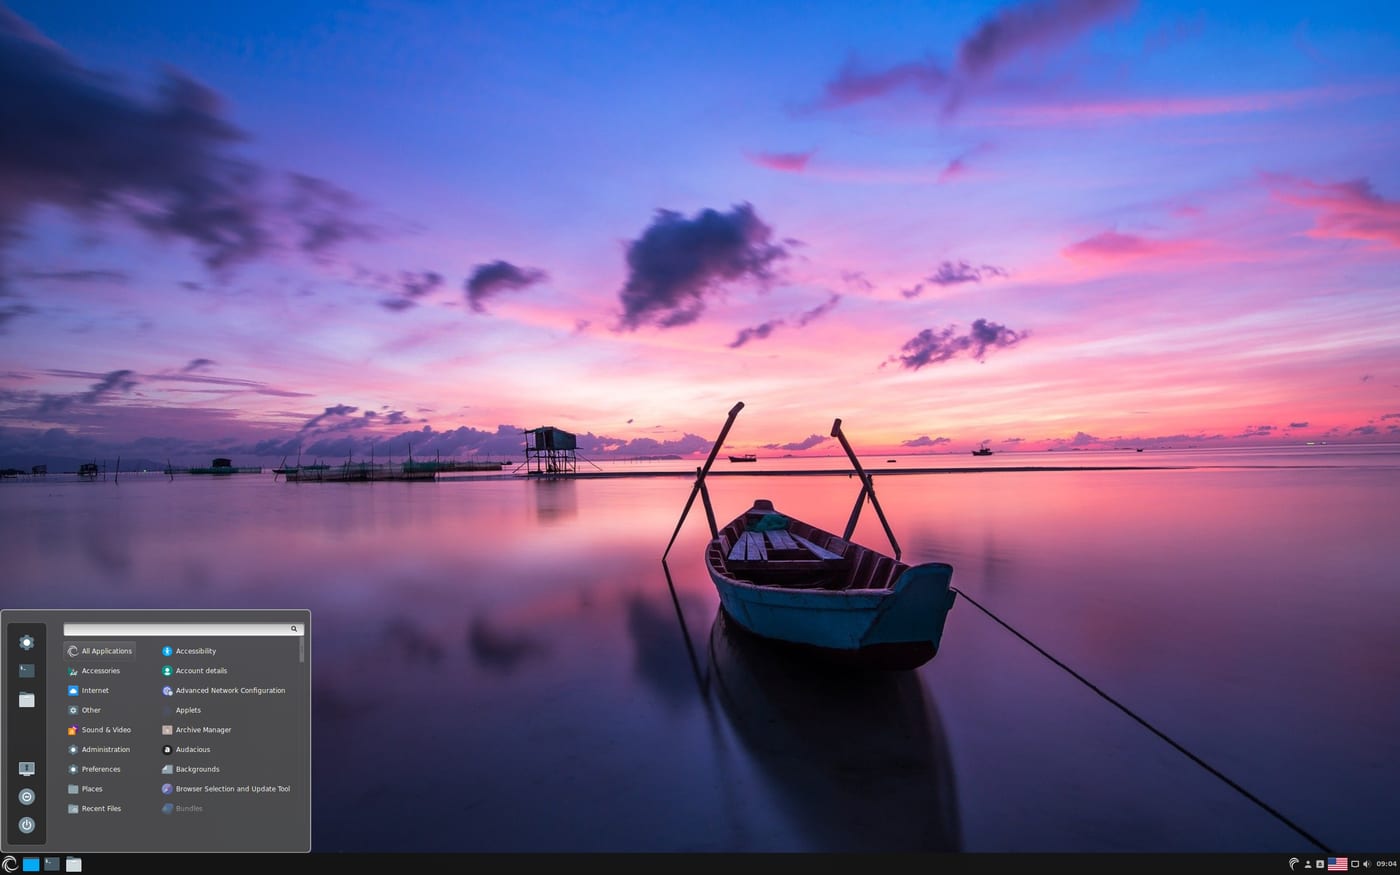 All Applications
Accessories
Internet
Other
Sound & Video
Administration
Preferences
Places
Recent Files
Accessibility
Account details
Advanced Network Configuration
Applets
Archive Manager
Audacious
Backgrounds
Browser Selection and Update Tool
Bundles
09:04